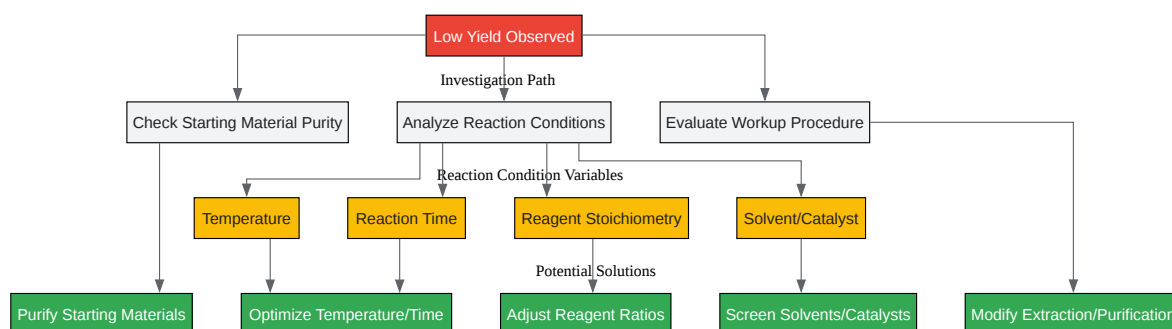 Low Yield Observed
Investigation Path
Check Starting Material Purity
Analyze Reaction Conditions
Evaluate Workup Procedure
Reaction Condition Variables
Temperature
Reaction Time
Reagent Stoichiometry
Solvent/Catalyst
Potential Solutions
Purify Starting Materials
Optimize Temperature/Time
Adjust Reagent Ratios
Screen Solvents/Catalysts
Modify Extraction/Purification